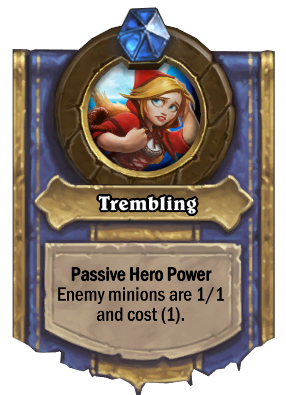 Trembling
Passive Hero Power
Enemy minions are 1/1
and cost (1).